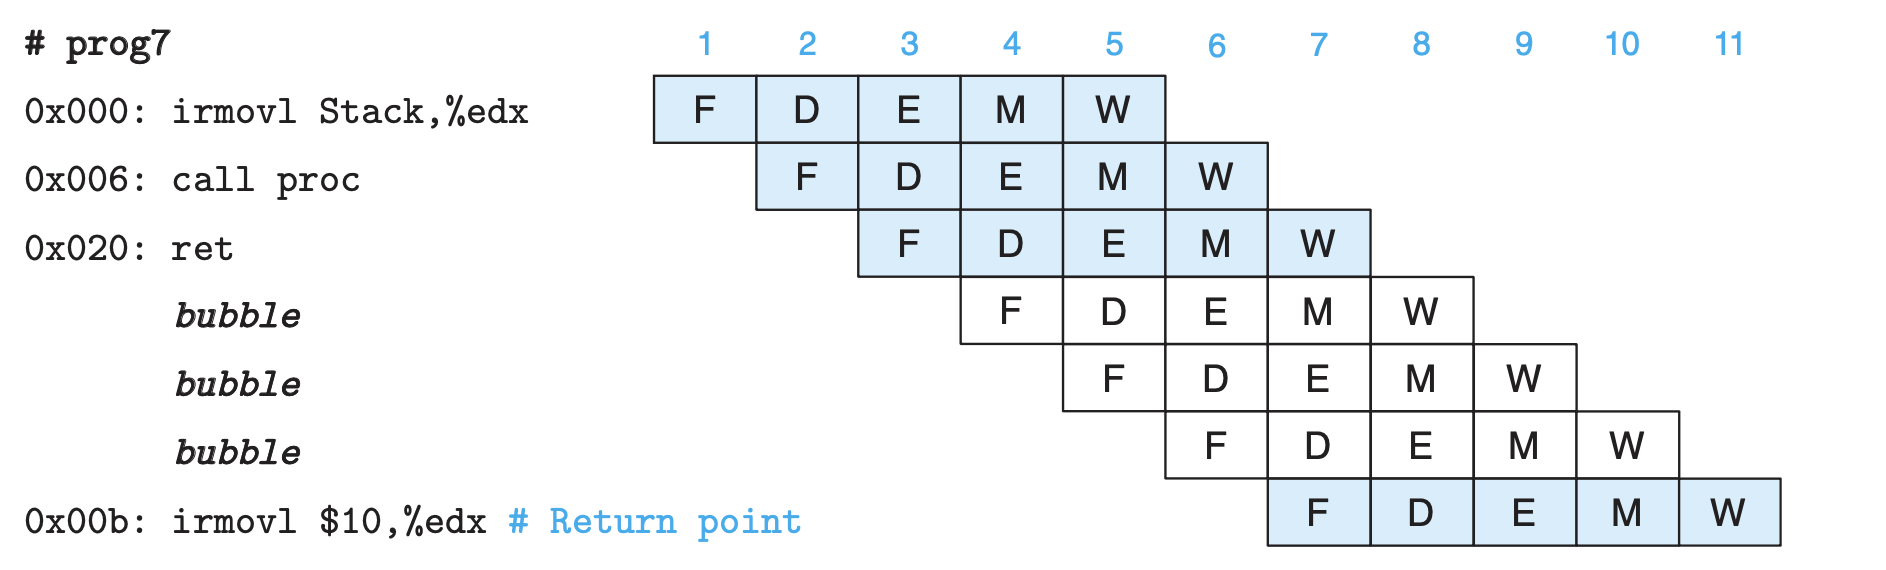 # prog7 1 2 3 4 5 6 7 8 9 10 11
0x000: irmovl Stack,%edx F D E M W
0x006: call proc F D E M W
0x020: ret F D E M W
bubble F D E M W
bubble F D E M W
bubble F D E M W
0x00b: irmovl $10,%edx # Return point F D E M W